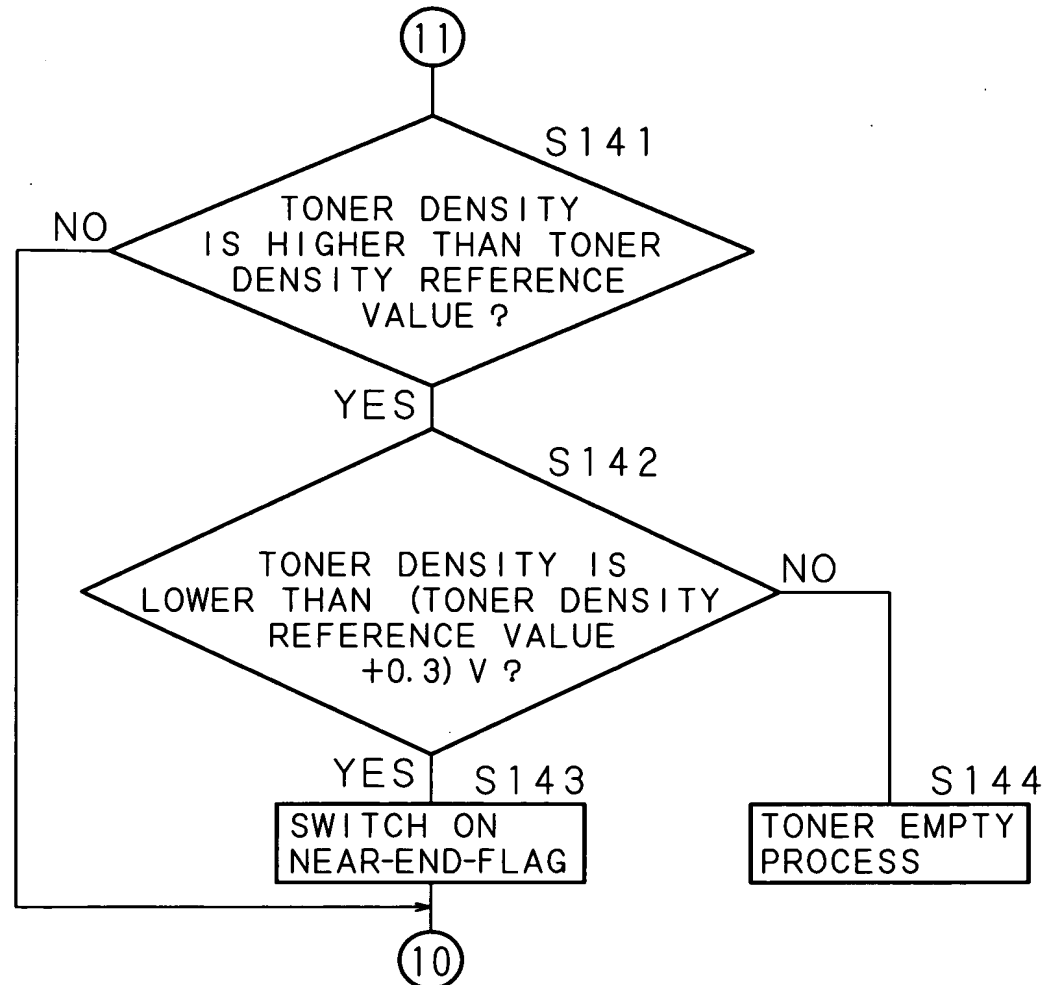 11
S141
TONER DENSITY
IS HIGHER THAN TONER
DENSITY REFERENCE
VALUE ?
NO
YES
S142
TONER DENSITY IS
LOWER THAN (TONER DENSITY
REFERENCE VALUE
+0.3) V ?
NO
YES
S143
SWITCH ON
NEAR-END-FLAG
S144
TONER EMPTY
PROCESS
10